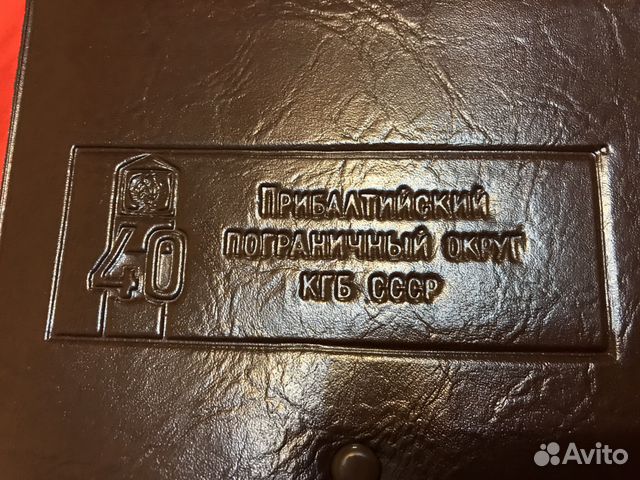 40
Прибалтийский
пограничный округ
КГБ СССР
Avito